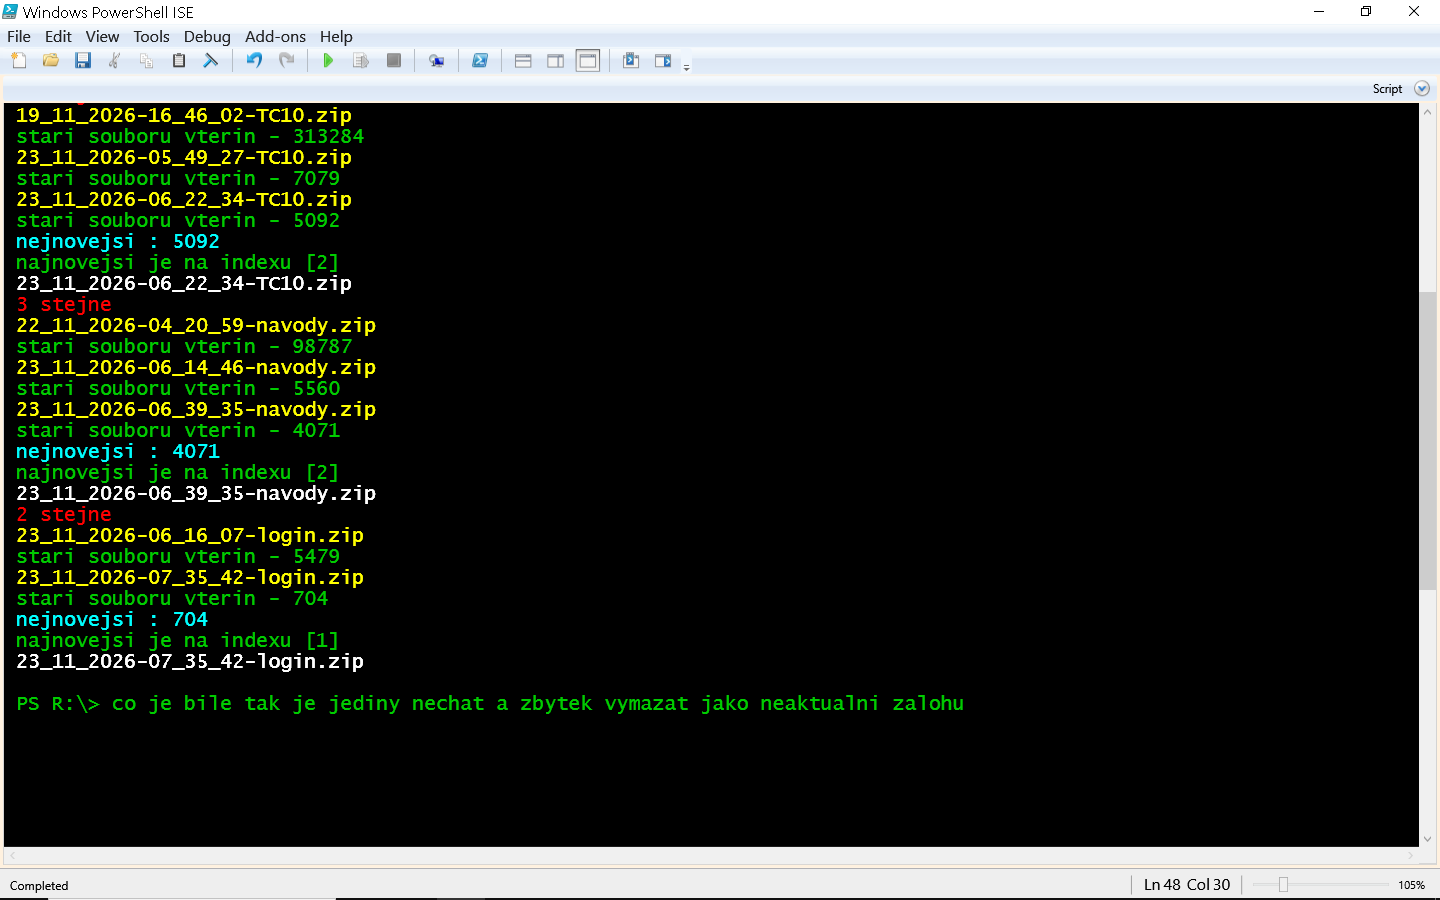 Windows PowerShell ISE
File Edit View Tools Debug Add-ons Help
Script
19_11_2026-16_46_02-TC10.zip
stari souboru vterin - 313284
23_11_2026-05_49_27-TC10.zip
stari souboru vterin - 7079
23_11_2026-06_22_34-TC10.zip
stari souboru vterin - 5092
nejnovejsi : 5092
najnovejsi je na indexu [2]
23_11_2026-06_22_34-TC10.zip
3 stejne
22_11_2026-04_20_59-navody.zip
stari souboru vterin - 98787
23_11_2026-06_14_46-navody.zip
stari souboru vterin - 5560
23_11_2026-06_39_35-navody.zip
stari souboru vterin - 4071
nejnovejsi : 4071
najnovejsi je na indexu [2]
23_11_2026-06_39_35-navody.zip
2 stejne
23_11_2026-06_16_07-login.zip
stari souboru vterin - 5479
23_11_2026-07_35_42-login.zip
stari souboru vterin - 704
nejnovejsi : 704
najnovejsi je na indexu [1]
23_11_2026-07_35_42-login.zip
PS R:\> co je bile tak je jediny nechat a zbytek vymazat jako neaktualni zalohu
Completed
Ln 48 Col 30
105%